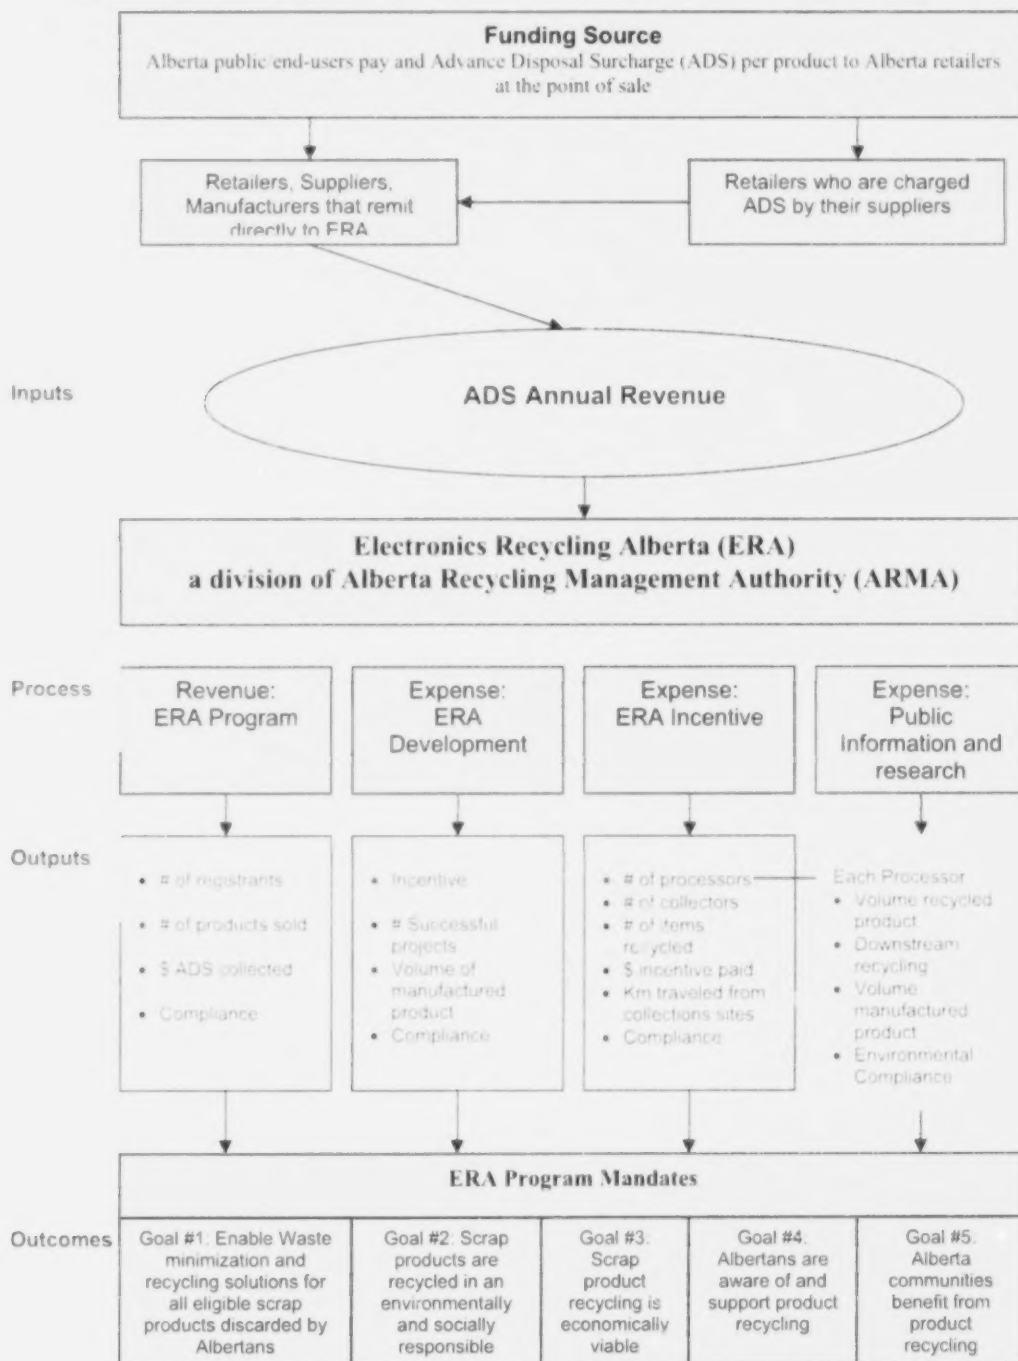 Funding Source
Alberta public end-users pay and Advance Disposal Surcharge (ADS) per product to Alberta retailers
at the point of sale
Retailers, Suppliers,
Manufacturers that remit
directly to ERA
Retailers who are charged
ADS by their suppliers
Inputs
ADS Annual Revenue
Electronics Recycling Alberta (ERA)
a division of Alberta Recycling Management Authority (ARMA)
Process
Revenue:
ERA Program
Expense:
ERA
Development
Expense:
ERA Incentive
Expense:
Public
Information and
research
Outputs
• # of registrants
• # of products sold
• $ ADS collected
• Compliance
• Incentive
• # Successful
projects
• Volume of
manufactured
product
• Compliance
• # of processors
• # of collectors
• # of items
recycled
• $ incentive paid
• Km traveled from
collections sites
• Compliance
Each Processor
• Volume recycled
product
• Downstream
recycling
• Volume
manufactured
product
• Environmental
Compliance
ERA Program Mandates
Outcomes
Goal #1: Enable Waste
minimization and
recycling solutions for
all eligible scrap
products discarded by
Albertans
Goal #2: Scrap
products are
recycled in an
environmentally
and socially
responsible
Goal #3:
Scrap
product
recycling is
economically
viable
Goal #4:
Albertans are
aware of and
support product
recycling
Goal #5:
Alberta
communities
benefit from
product
recycling